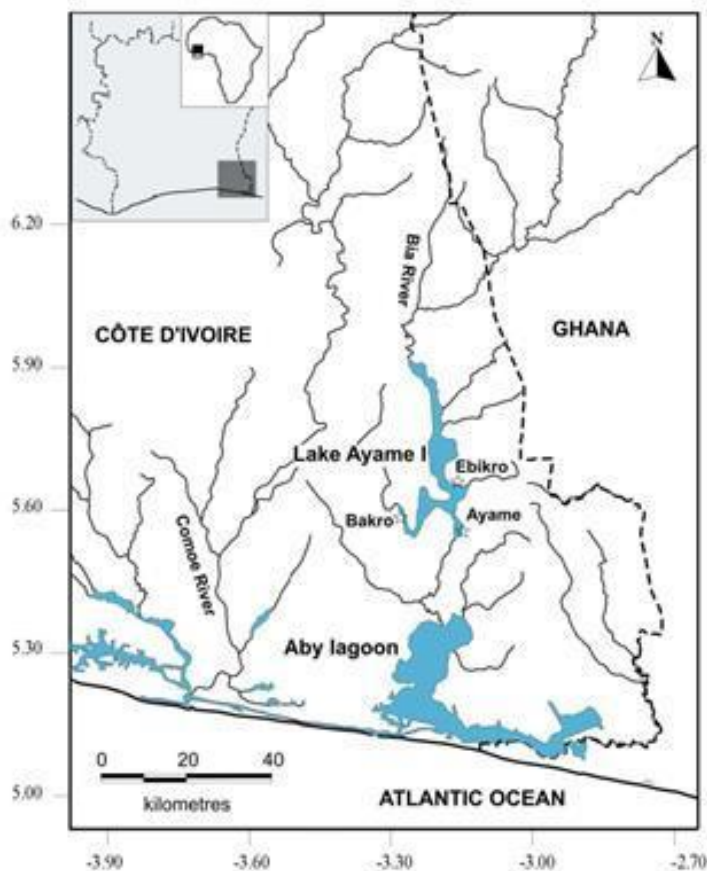 N
6.20
Bia River
CÔTE D'IVOIRE
GHANA
5.90
Lake Ayame I
Ebikro
5.60
Bakro
Ayame
Comoe River
5.30
Aby lagoon
0 20 40
kilometres
5.00
ATLANTIC OCEAN
-3.90 -3.60 -3.30 -3.00 -2.70